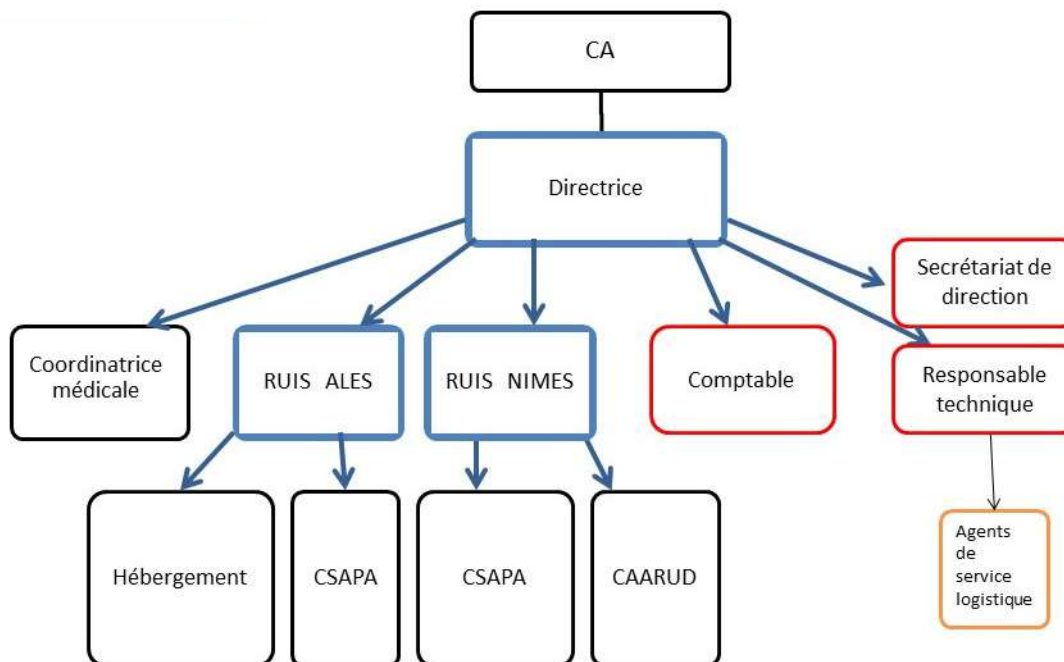 CA
Directrice
Secrétariat de
direction
Coordinatrice
médicale
RUIS ALES
RUIS NIMES
Comptable
Responsable
technique
Hébergement
CSAPA
CSAPA
CAARUD
Agents
de
service
logistique